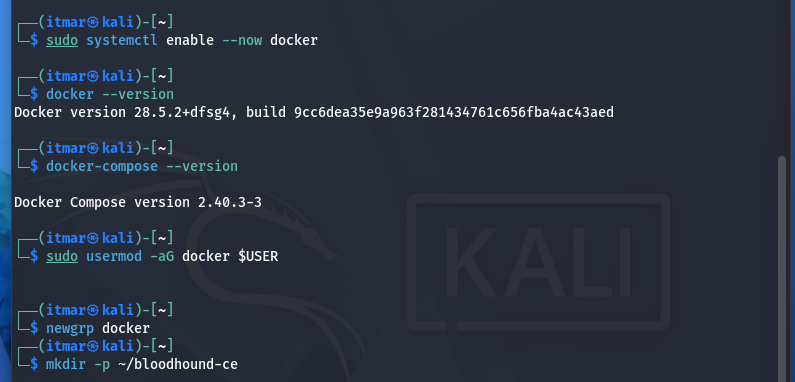 ┌──(itmar㉿kali)-[~]
└─$ sudo systemctl enable --now docker
┌──(itmar㉿kali)-[~]
└─$ docker --version
Docker version 28.5.2+dfsg4, build 9cc6dea35e9a963f281434761c656fba4ac43aed
┌──(itmar㉿kali)-[~]
└─$ docker-compose --version
Docker Compose version 2.40.3-3
┌──(itmar㉿kali)-[~]
└─$ sudo usermod -aG docker $USER
┌──(itmar㉿kali)-[~]
└─$ newgrp docker
┌──(itmar㉿kali)-[~]
└─$ mkdir -p ~/bloodhound-ce
KALI